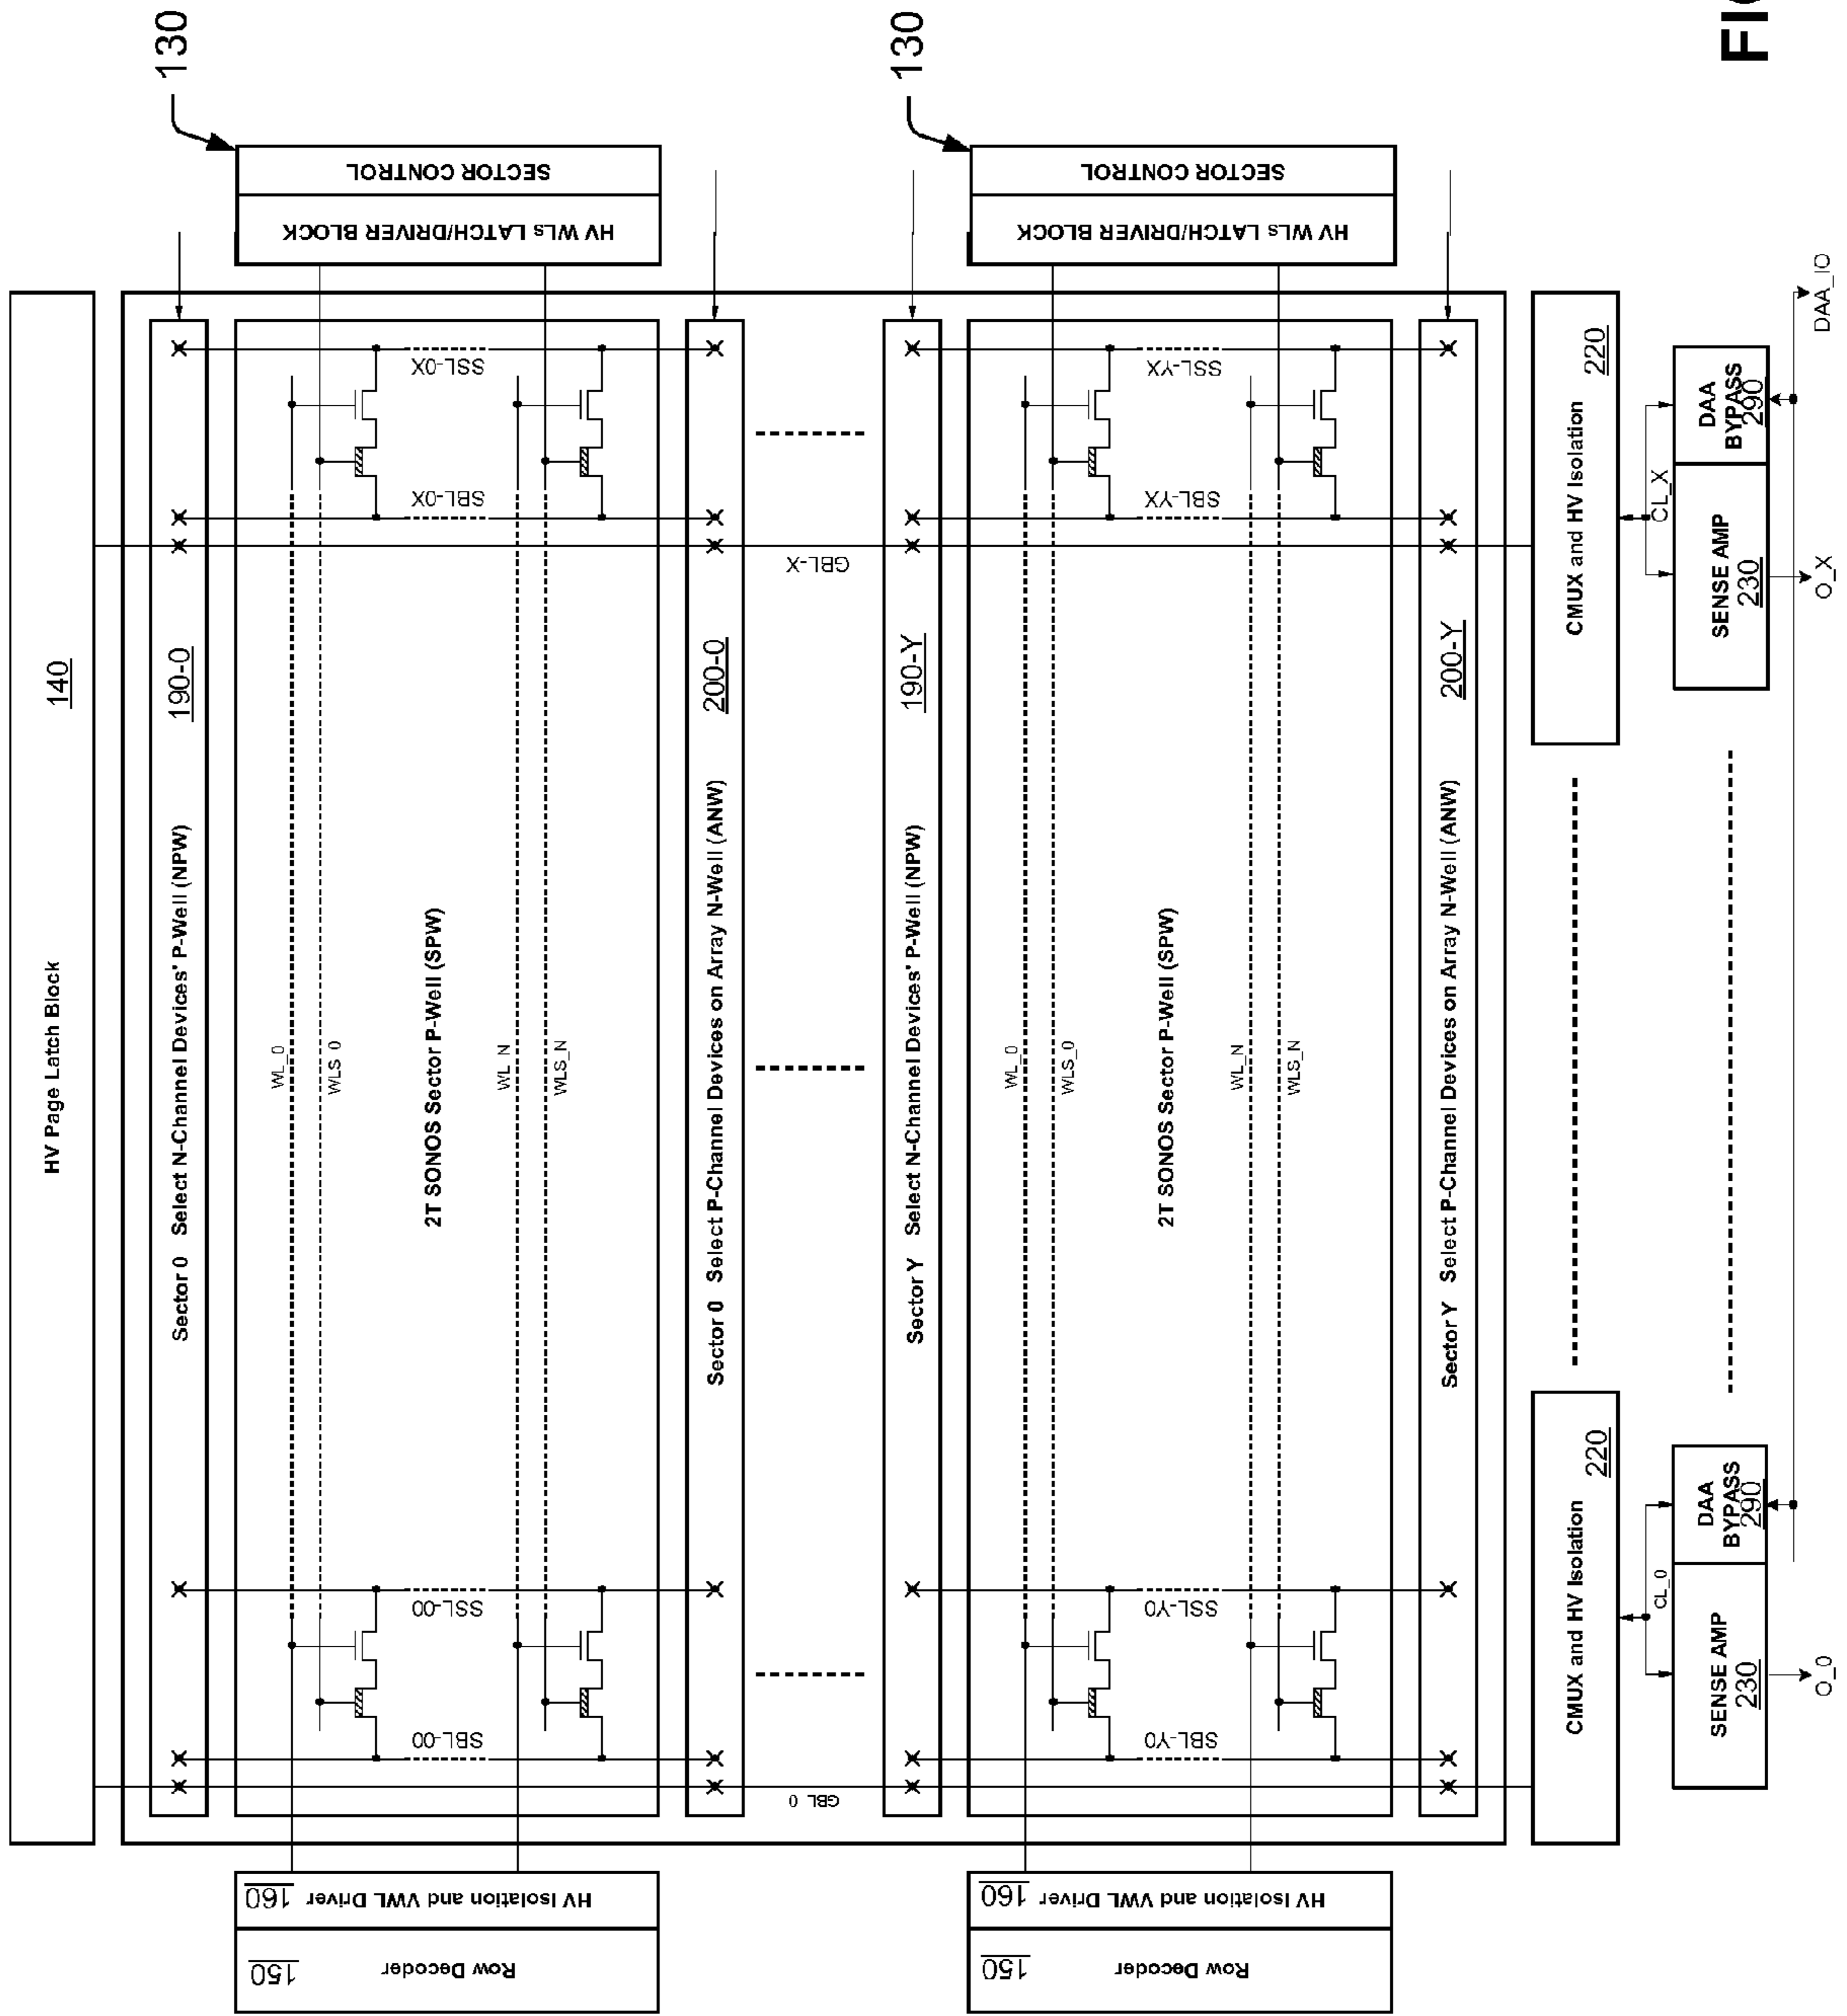 HV Page Latch Block
140
Sector 0 Select N-Channel Devices' P-Well (NPW)
190-0
130
SECTOR CONTROL
HV WLs LATCH/DRIVER BLOCK
Row Decoder
150
HV Isolation and VWL Driver
160
WL_0
WLS_0
2T SONOS Sector P-Well (SPW)
WL_N
WLS_N
SBL-00
SSL-00
SBL-0X
SSL-0X
Sector 0 Select P-Channel Devices on Array N-Well (ANW)
200-0
GBL_0
GBL-X
Sector Y Select N-Channel Devices' P-Well (NPW)
190-Y
130
SECTOR CONTROL
HV WLs LATCH/DRIVER BLOCK
Row Decoder
150
HV Isolation and VWL Driver
160
WL_0
WLS_0
2T SONOS Sector P-Well (SPW)
WL_N
WLS_N
SBL-Y0
SSL-Y0
SBL-YX
SSL-YX
Sector Y Select P-Channel Devices on Array N-Well (ANW)
200-Y
CMUX and HV Isolation
220
CMUX and HV Isolation
220
CL_0
CL_X
SENSE AMP
230
DAA
BYPASS
290
SENSE AMP
230
DAA
BYPASS
290
O_0
O_X
DAA_IO